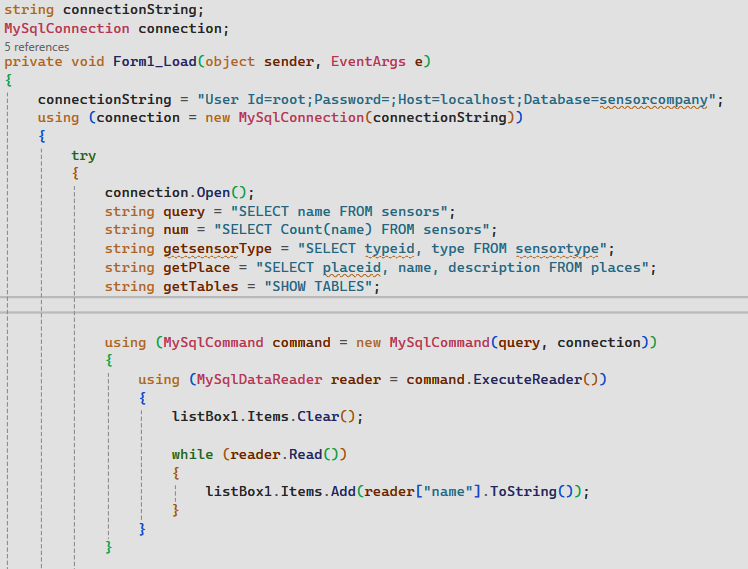 string connectionString;
MySqlConnection connection;
5 references
private void Form1_Load(object sender, EventArgs e)
{
connectionString = "User Id=root;Password=;Host=localhost;Database=sensorcompany";
using (connection = new MySqlConnection(connectionString))
{
try
{
connection.Open();
string query = "SELECT name FROM sensors";
string num = "SELECT Count(name) FROM sensors";
string getsensorType = "SELECT typeid, type FROM sensortype";
string getPlace = "SELECT placeid, name, description FROM places";
string getTables = "SHOW TABLES";
using (MySqlCommand command = new MySqlCommand(query, connection))
{
using (MySqlDataReader reader = command.ExecuteReader())
{
listBox1.Items.Clear();
while (reader.Read())
{
listBox1.Items.Add(reader["name"].ToString());
}
}
}